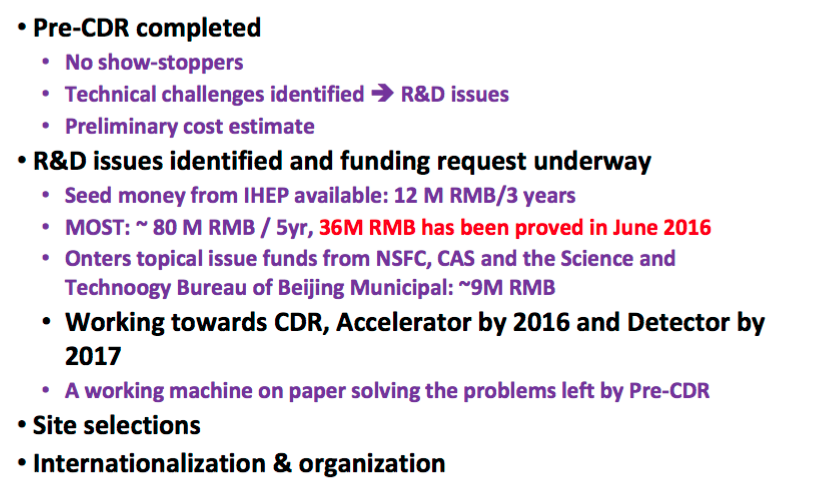 • Pre-CDR completed
• No show-stoppers
• Technical challenges identified ➔ R&D issues
• Preliminary cost estimate
• R&D issues identified and funding request underway
• Seed money from IHEP available: 12 M RMB/3 years
• MOST: ~ 80 M RMB / 5yr, 36M RMB has been proved in June 2016
• Onters topical issue funds from NSFC, CAS and the Science and
Technoogy Bureau of Beijing Municipal: ~9M RMB
• Working towards CDR, Accelerator by 2016 and Detector by
2017
• A working machine on paper solving the problems left by Pre-CDR
• Site selections
• Internationalization & organization